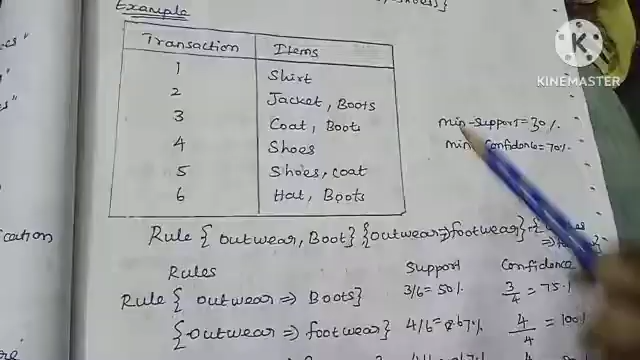 Example
KINEMASTER
Transaction Items
1 Shirt
2 Jacket, Boots
3 Coat, Boots
4 Shoes
5 Shoes, coat
6 Hat, Boots
min-support=30%.
min confidence=70%
Rule { outwear, Boot} {outwear=>footwear}
Rules Support Confidence
Rule { outwear => Boots} 3/6= 50% 3/4 = 75%
{outwear => footwear} 4/6= 67% 4/4 = 100%